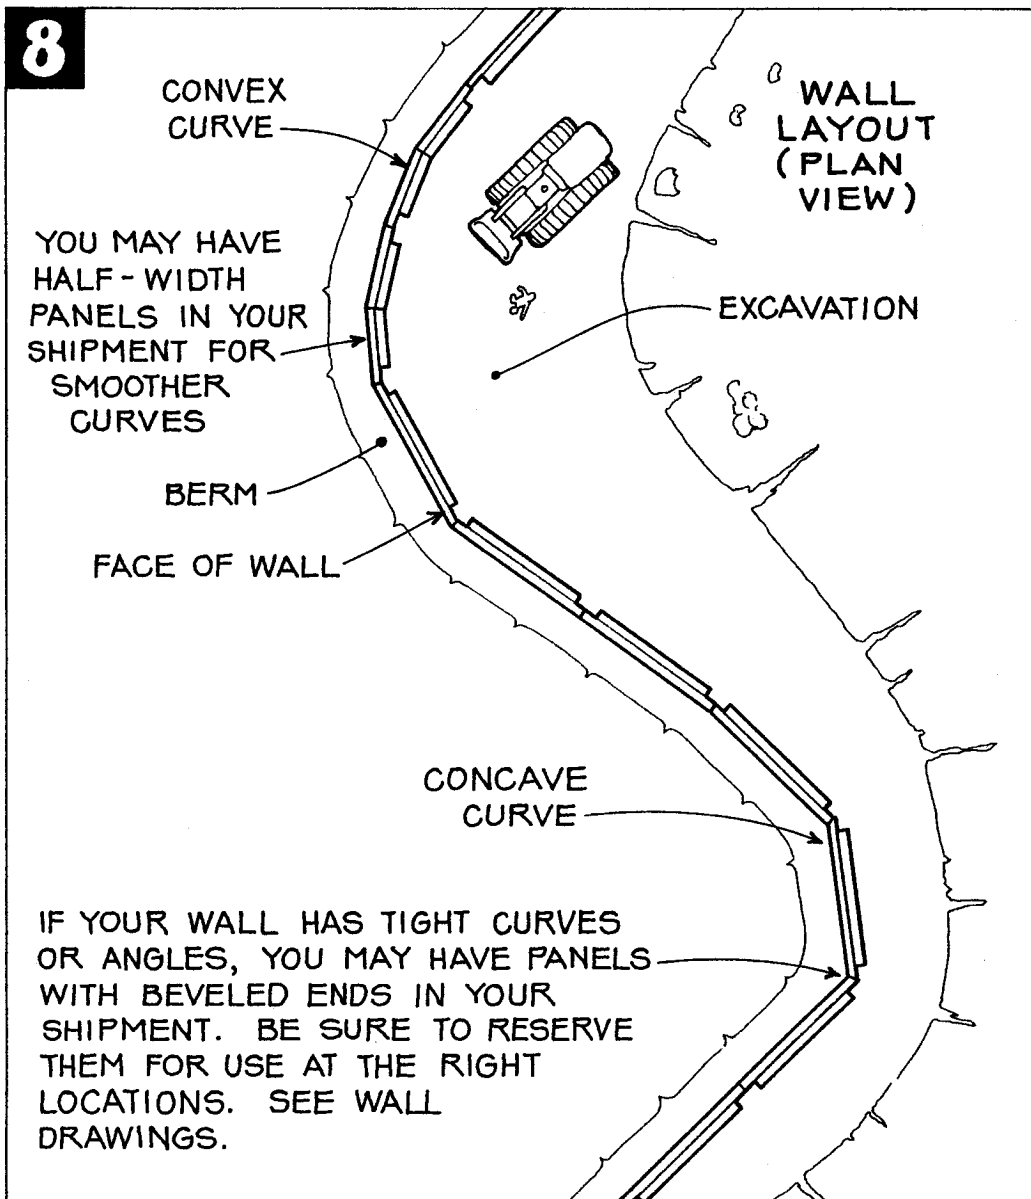 8
CONVEX
CURVE
WALL
LAYOUT
(PLAN
VIEW)
YOU MAY HAVE
HALF-WIDTH
PANELS IN YOUR
SHIPMENT FOR
SMOOTHER
CURVES
EXCAVATION
BERM
FACE OF WALL
CONCAVE
CURVE
IF YOUR WALL HAS TIGHT CURVES
OR ANGLES, YOU MAY HAVE PANELS
WITH BEVELED ENDS IN YOUR
SHIPMENT. BE SURE TO RESERVE
THEM FOR USE AT THE RIGHT
LOCATIONS. SEE WALL
DRAWINGS.